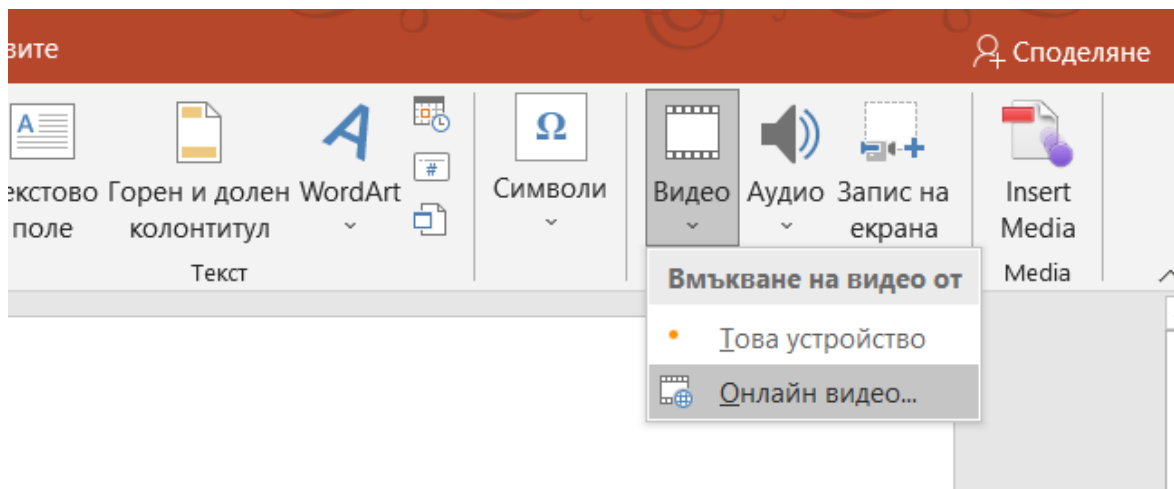 вите
Споделяне
екстово
поле
Горен и долен
колонтитул
WordArt
Символи
Видео
Аудио
Запис на
екрана
Insert
Media
Текст
Media
Вмъкване на видео от
Това устройство
Онлайн видео...